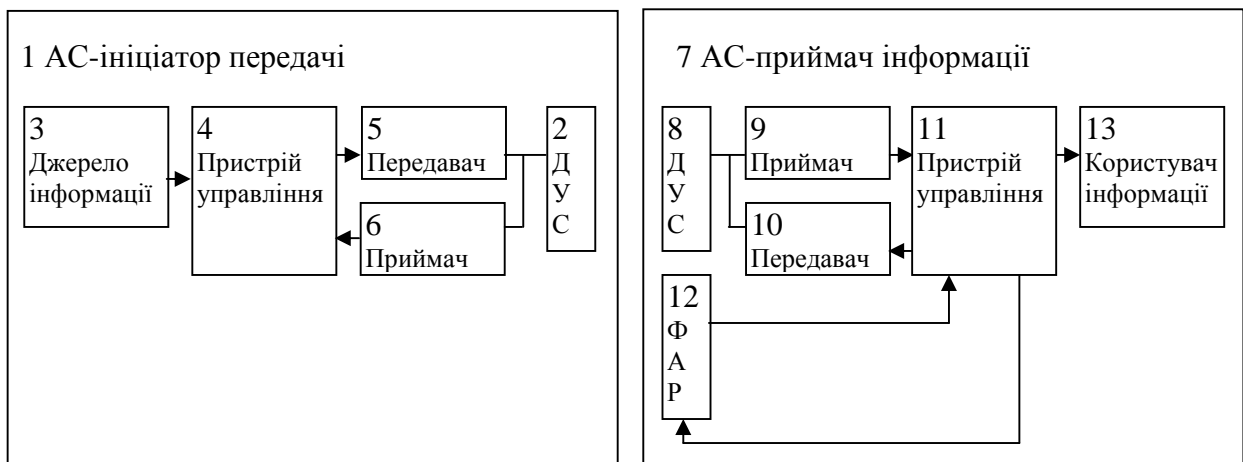 1 АС-ініціатор передачі
3
Джерело
інформації
4
Пристрій
управління
5
Передавач
6
Приймач
2
Д
У
С
7 АС-приймач інформації
8
Д
У
С
9
Приймач
10
Передавач
11
Пристрій
управління
13
Користувач
інформації
12
Ф
А
Р